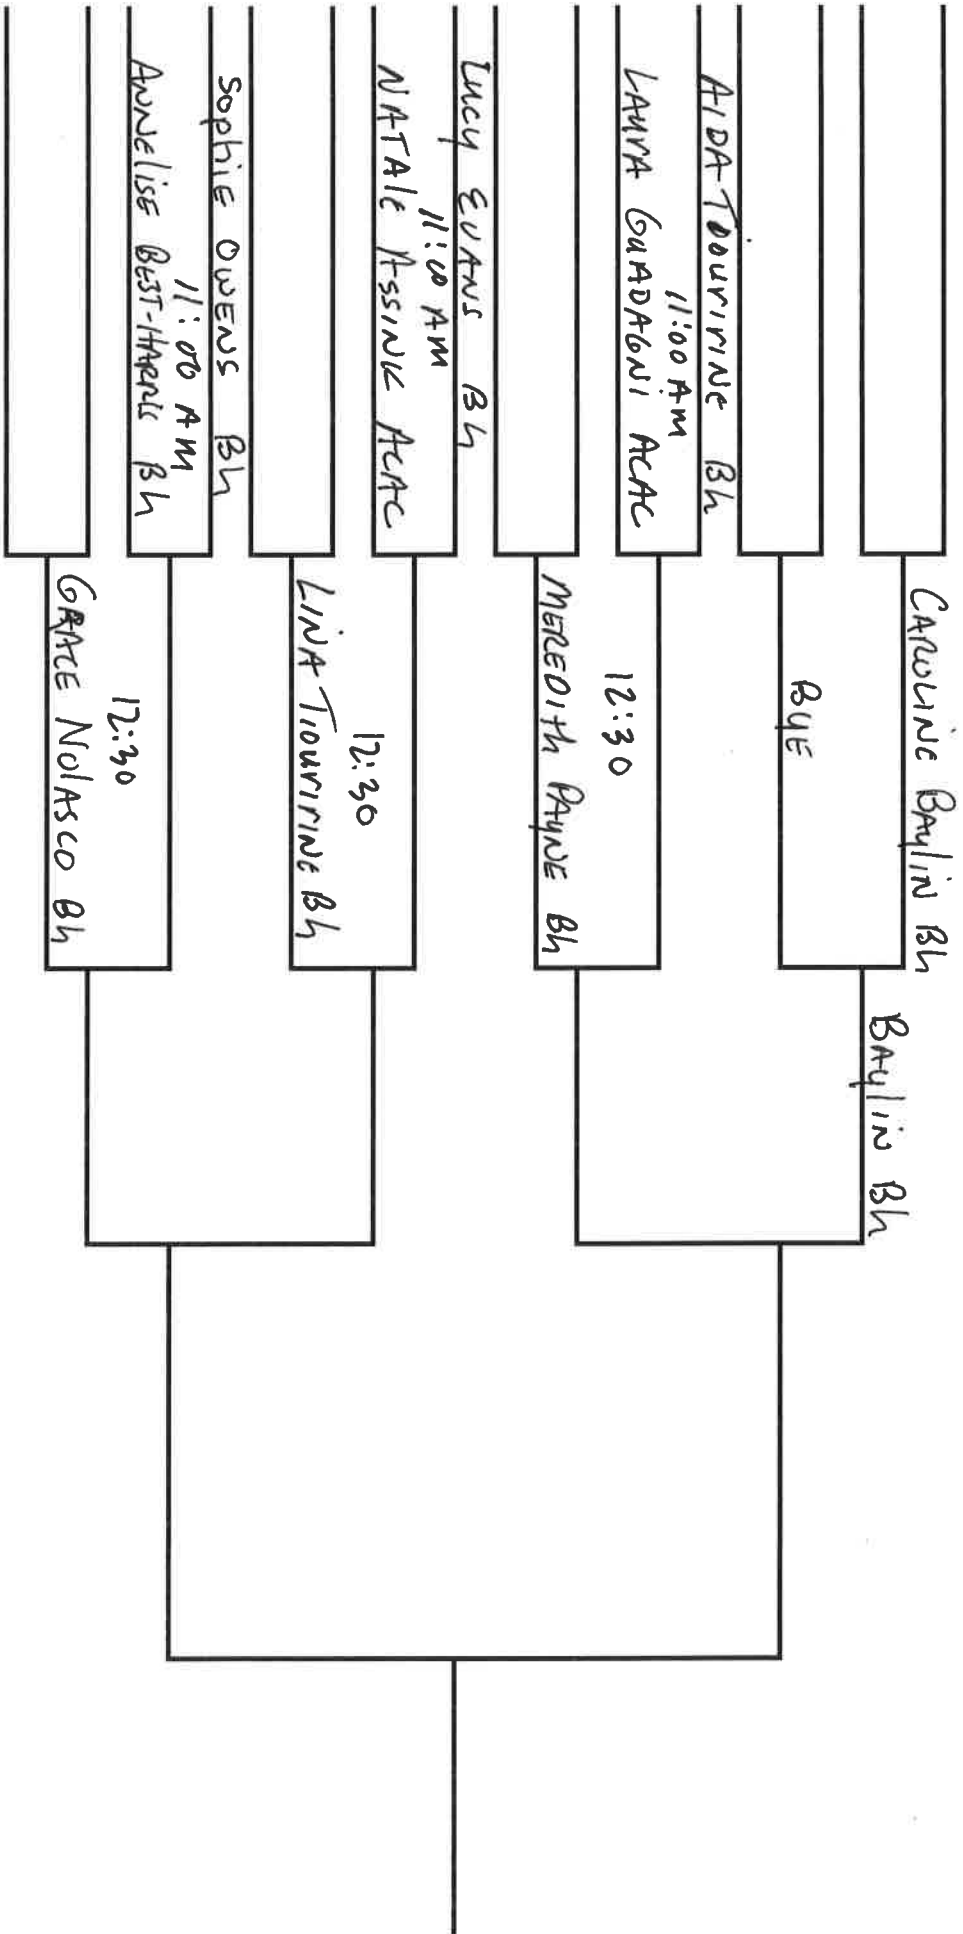 CAROLINE BAYLIN Bh
BYE
BAYLIN Bh
AIDA TIOURIRINE Bh
11:00 AM
LAURA GUADAGNI ACAC
12:30
MEREDITH PAYNE Bh
LUCY EVANS Bh
11:00 AM
NATALE ASSINK ACAC
12:30
LINA TIOURIRINE Bh
SOPHIE OWENS Bh
11:00 AM
ANNELISE BEST-HARRIS Bh
12:30
GRACE NOLASCO Bh